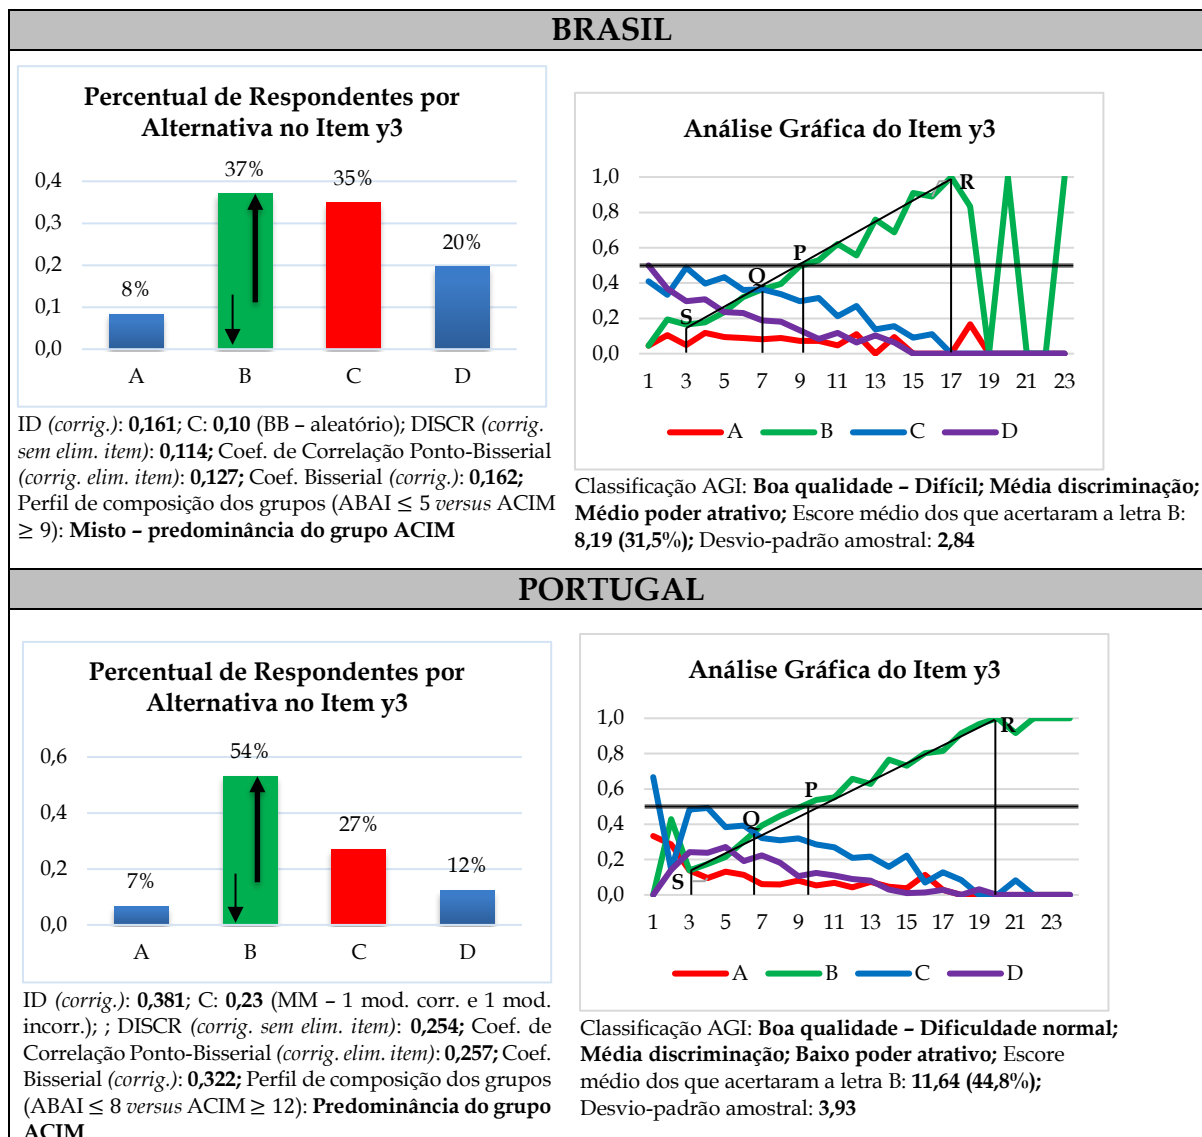 BRASIL
Percentual de Respondentes por
Alternativa no Item y3
0,4
0,3
0,2
0,1
0,0
8%
37%
35%
20%
A
B
C
D
ID (corrig.): 0,161; C: 0,10 (BB – aleatório); DISCR (corrig.
sem elim. item): 0,114; Coef. de Correlação Ponto-Bisserial
(corrig. elim. item): 0,127; Coef. Bisserial (corrig.): 0,162;
Perfil de composição dos grupos (ABAI ≤ 5 versus ACIM
≥ 9): Misto – predominância do grupo ACIM
Análise Gráfica do Item y3
1,0
0,8
0,6
0,4
0,2
0,0
S
Q
P
R
1 3 5 7 9 11 13 15 17 19 21 23
A B C D
Classificação AGI: Boa qualidade – Difícil; Média discriminação;
Médio poder atrativo; Escore médio dos que acertaram a letra B:
8,19 (31,5%); Desvio-padrão amostral: 2,84
PORTUGAL
Percentual de Respondentes por
Alternativa no Item y3
0,6
0,4
0,2
0,0
7%
54%
27%
12%
A
B
C
D
ID (corrig.): 0,381; C: 0,23 (MM – 1 mod. corr. e 1 mod.
incorr.); ; DISCR (corrig. sem elim. item): 0,254; Coef. de
Correlação Ponto-Bisserial (corrig. elim. item): 0,257; Coef.
Bisserial (corrig.): 0,322; Perfil de composição dos grupos
(ABAI ≤ 8 versus ACIM ≥ 12): Predominância do grupo
ACIM
Análise Gráfica do Item y3
1,0
0,8
0,6
0,4
0,2
0,0
S
Q
P
R
1 3 5 7 9 11 13 15 17 19 21 23
A B C D
Classificação AGI: Boa qualidade – Dificuldade normal;
Média discriminação; Baixo poder atrativo; Escore
médio dos que acertaram a letra B: 11,64 (44,8%);
Desvio-padrão amostral: 3,93